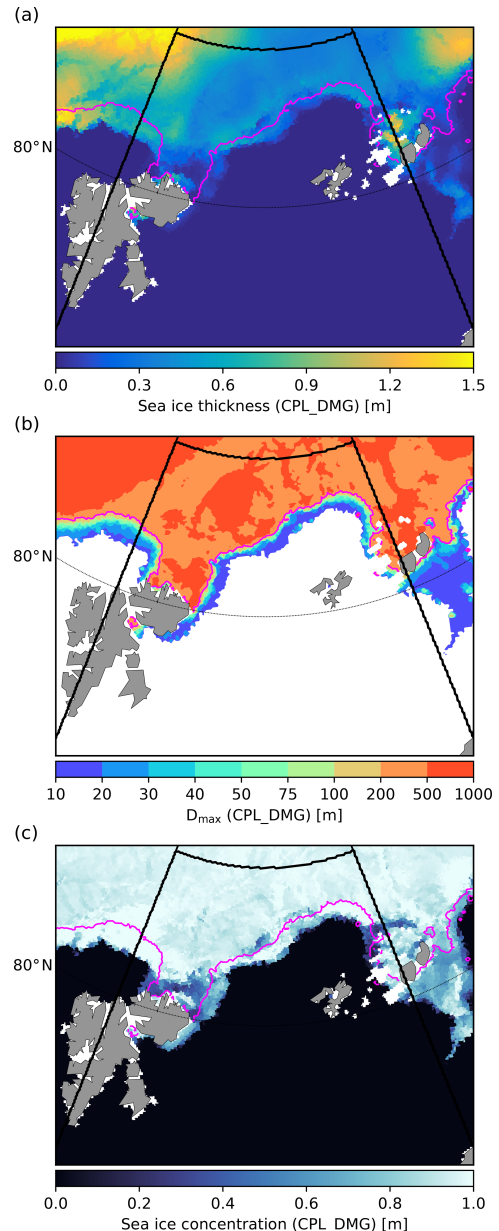 (a)
80°N
0.0 0.3 0.6 0.9 1.2 1.5
Sea ice thickness (CPL_DMG) [m]
(b)
80°N
10 20 30 40 50 75 100 200 500 1000
Dmax (CPL_DMG) [m]
(c)
80°N
0.0 0.2 0.4 0.6 0.8 1.0
Sea ice concentration (CPL_DMG) [m]